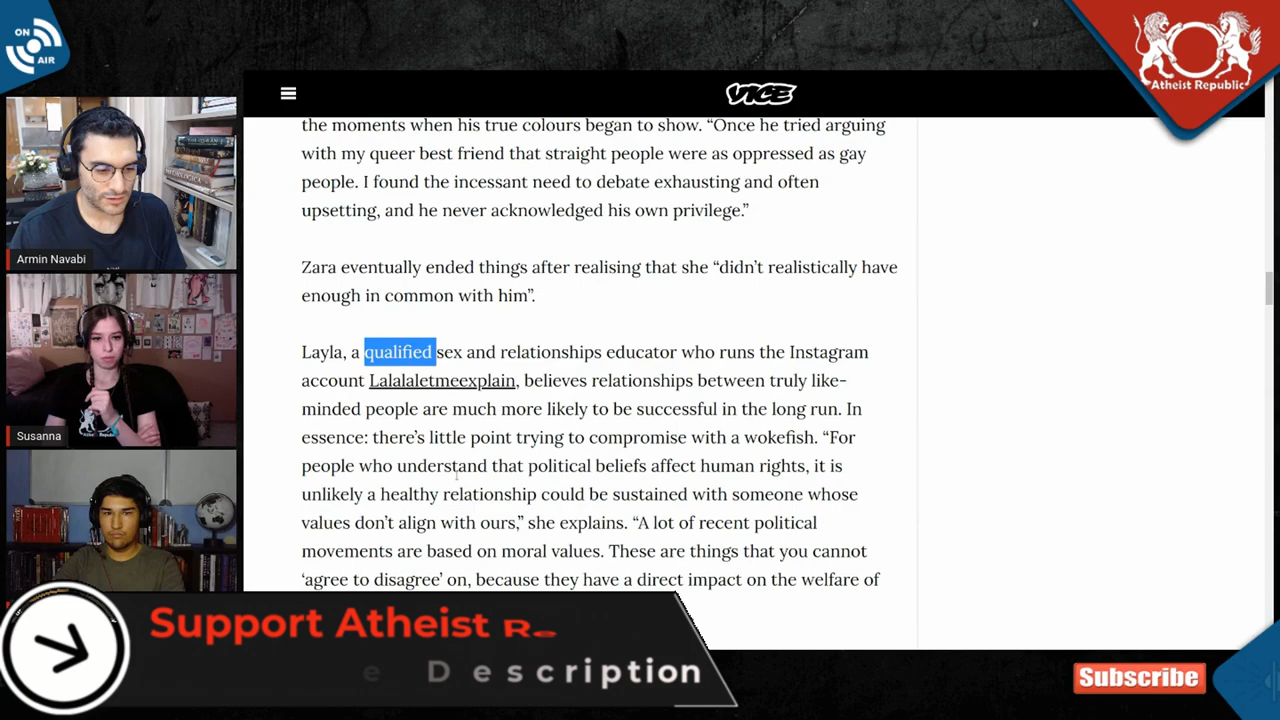 ON
AIR
VICE
Atheist Republic
the moments when his true colours began to show. “Once he tried arguing
with my queer best friend that straight people were as oppressed as gay
people. I found the incessant need to debate exhausting and often
upsetting, and he never acknowledged his own privilege.”
Zara eventually ended things after realising that she “didn’t realistically have
enough in common with him”.
Layla, a qualified sex and relationships educator who runs the Instagram
account Lalalaletmeexplain, believes relationships between truly like-
minded people are much more likely to be successful in the long run. In
essence: there’s little point trying to compromise with a wokefish. “For
people who understand that political beliefs affect human rights, it is
unlikely a healthy relationship could be sustained with someone whose
values don’t align with ours,” she explains. “A lot of recent political
movements are based on moral values. These are things that you cannot
‘agree to disagree’ on, because they have a direct impact on the welfare of
Armin Navabi
Susanna
Support Atheist Re
e Description
Subscribe